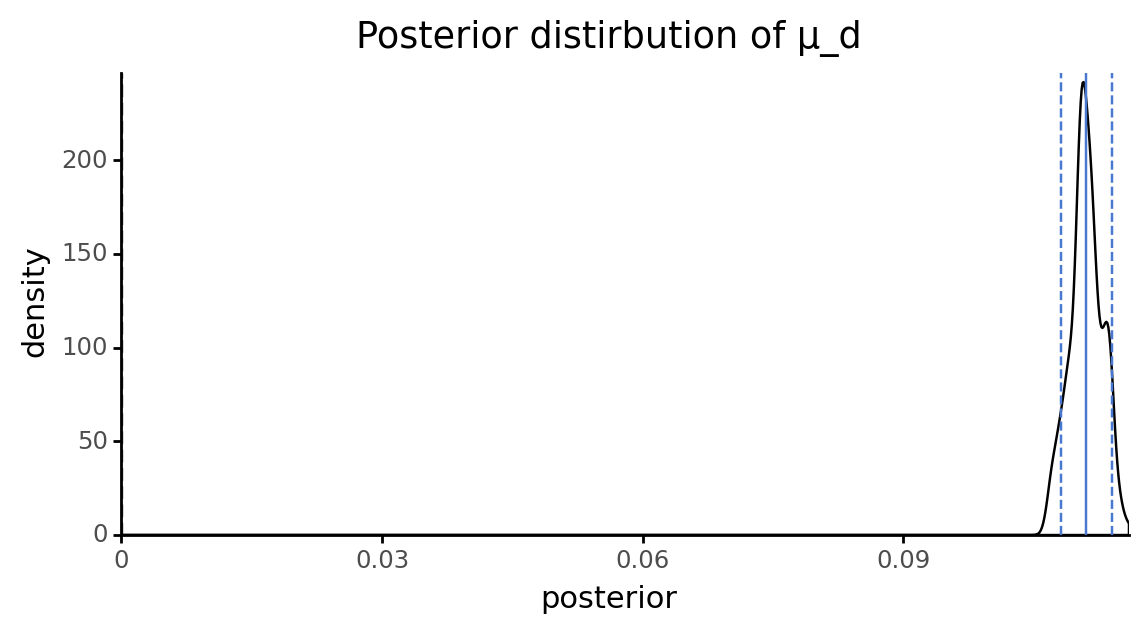 Posterior distirbution of μ_d
density
200
150
100
50
0
0 0.03 0.06 0.09
posterior